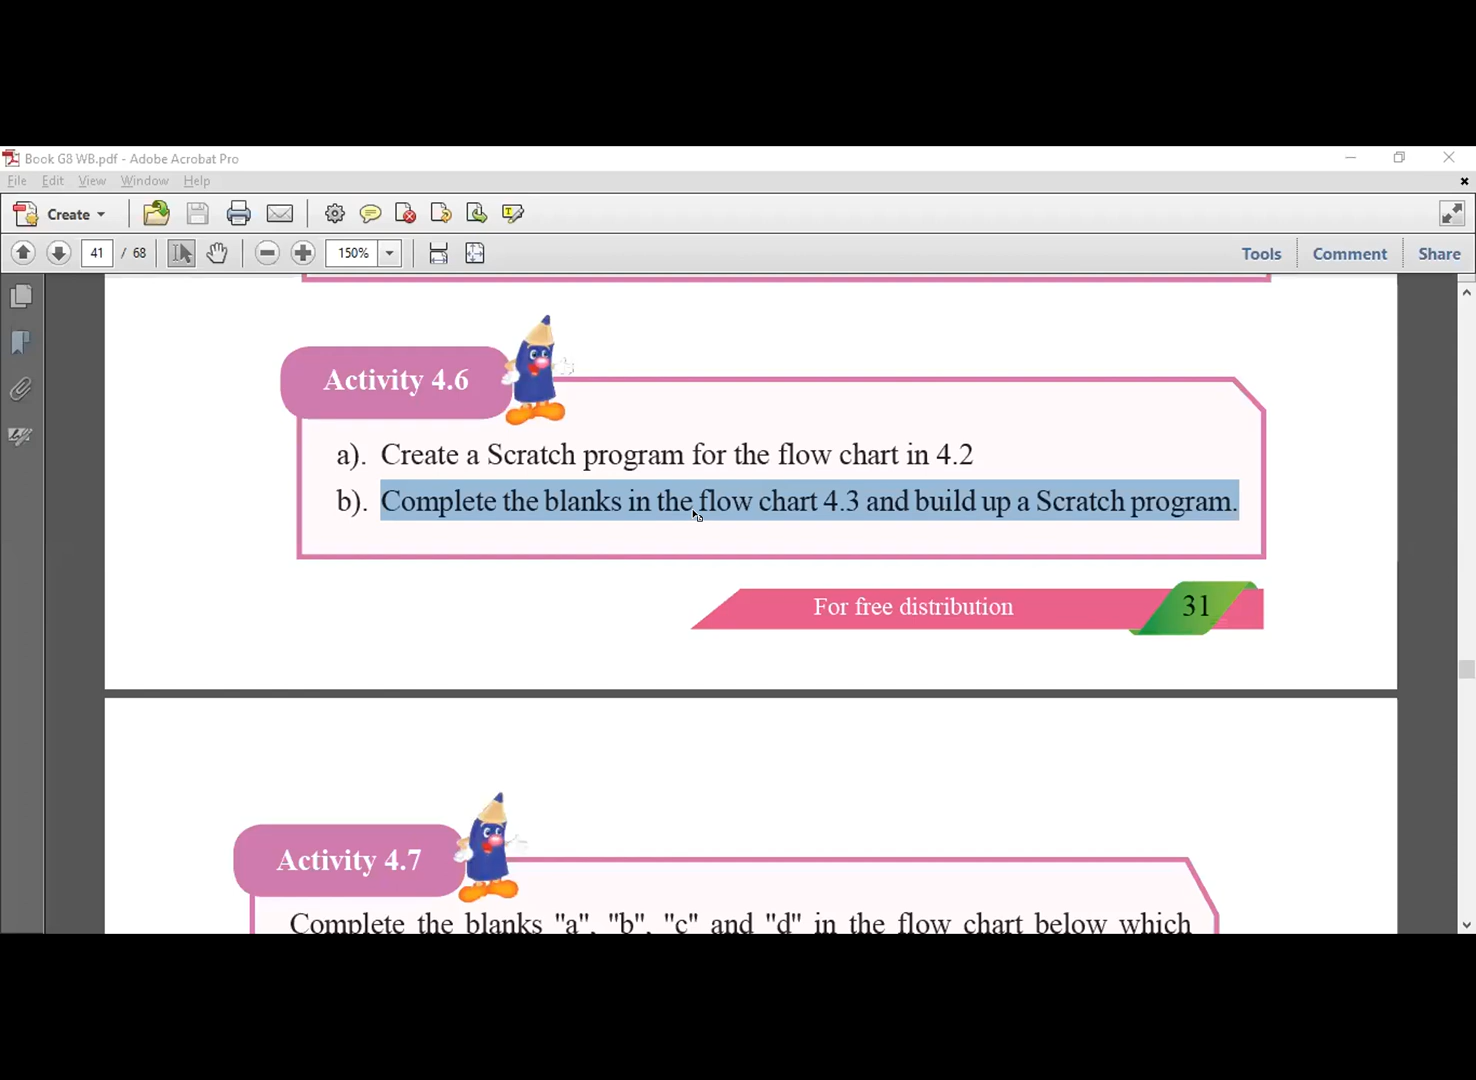 Book G8 WB.pdf - Adobe Acrobat Pro
File Edit View Window Help
Create
41 / 68 150% Tools Comment Share
Activity 4.6
a). Create a Scratch program for the flow chart in 4.2
b). Complete the blanks in the flow chart 4.3 and build up a Scratch program.
For free distribution 31
Activity 4.7
Complete the blanks "a", "b", "c" and "d" in the flow chart below which